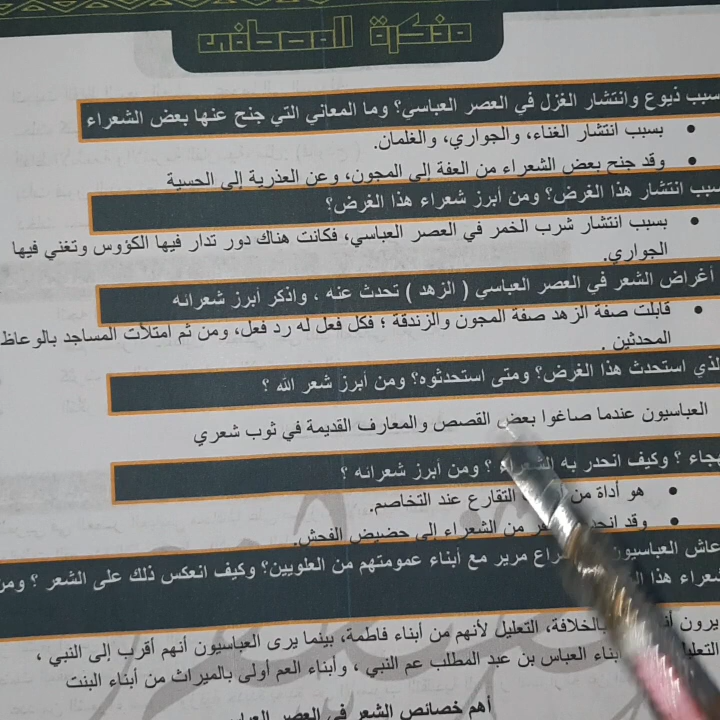 مذكرة المصطفى
سبب ذيوع وانتشار الغزل في العصر العباسي؟ وما المعاني التي جنح عنها بعض الشعراء
• بسبب انتشار الغناء، والجواري، والغلمان.
• وقد جنح بعض الشعراء من العفة إلى المجون، وعن العذرية إلى الحسية
سبب انتشار هذا الغرض؟ ومن أبرز شعراء هذا الغرض؟
• بسبب انتشار شرب الخمر في العصر العباسي، فكانت هناك دور تدار فيها الكؤوس وتغني فيها
الجواري.
أغراض الشعر في العصر العباسي ( الزهد ) تحدث عنه ، واذكر أبرز شعرائه
• قابلت صفة الزهد صفة المجون والزندقة ؛ فكل فعل له رد فعل، ومن ثم امتلأت المساجد بالوعاظ
المحدثين .
الذي استحدث هذا الغرض؟ ومتى استحدثوه؟ ومن أبرز شعر الله ؟
العباسيون عندما صاغوا بعض القصص والمعارف القديمة في ثوب شعري
؟ وكيف انحدر به الشعراء ؟ ومن أبرز شعرائه ؟
• هو أداة من التقارع عند التخاصم.
• وقد من الشعراء إلى حضيض الفحش.
عاش العباسيون مرير مع أبناء عمومتهم من العلويين؟ وكيف انعكس ذلك على الشعر ؟ ومن
شعراء هذا
يرون بالخلافة، التعليل لأنهم من أبناء فاطمة، بينما يرى العباسيون أنهم أقرب إلى النبي ،
العباس بن عبد المطلب عم النبي ، وأبناء العم أولى بالميراث من أبناء البنت
أهم خصائص الشعر في العصر